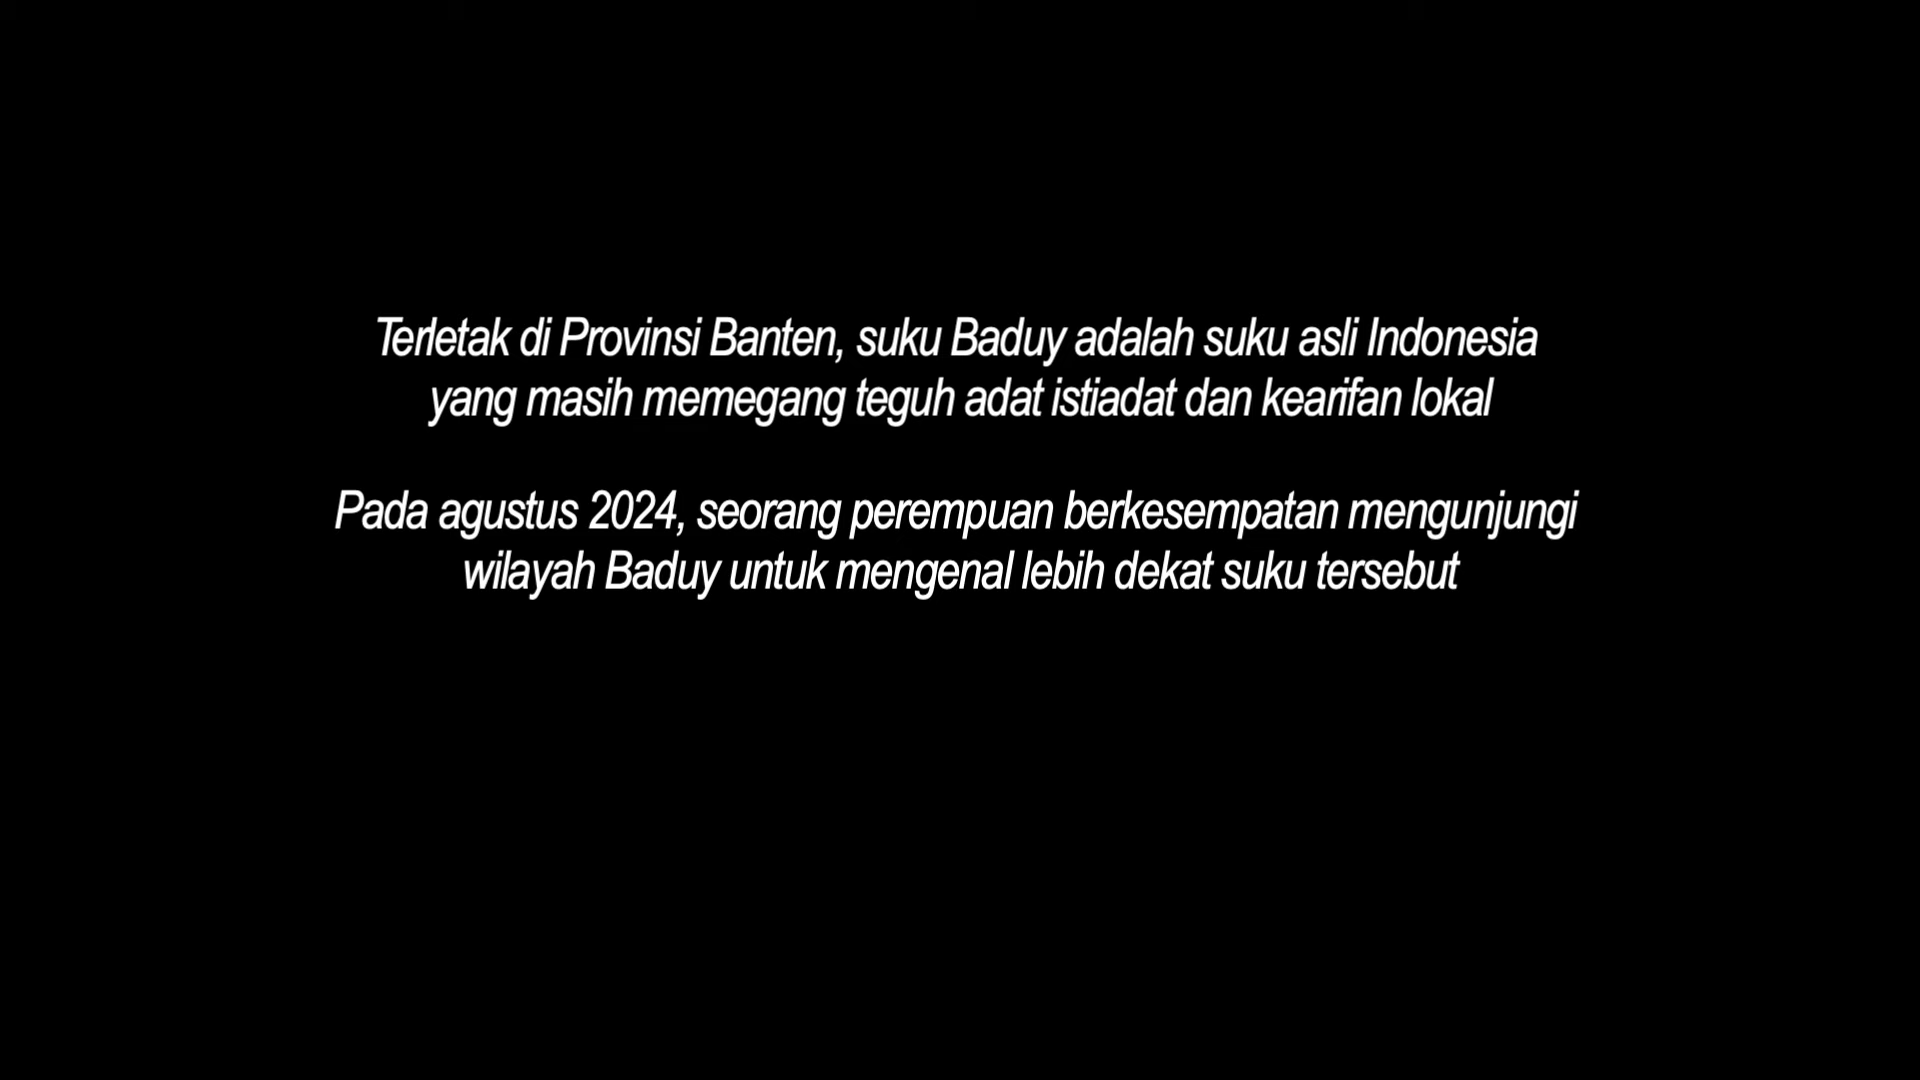 Terletak di Provinsi Banten, suku Baduy adalah suku asli Indonesia
yang masih memegang teguh adat istiadat dan kearifan lokal
Pada agustus 2024, seorang perempuan berkesempatan mengunjungi
wilayah Baduy untuk mengenal lebih dekat suku tersebut